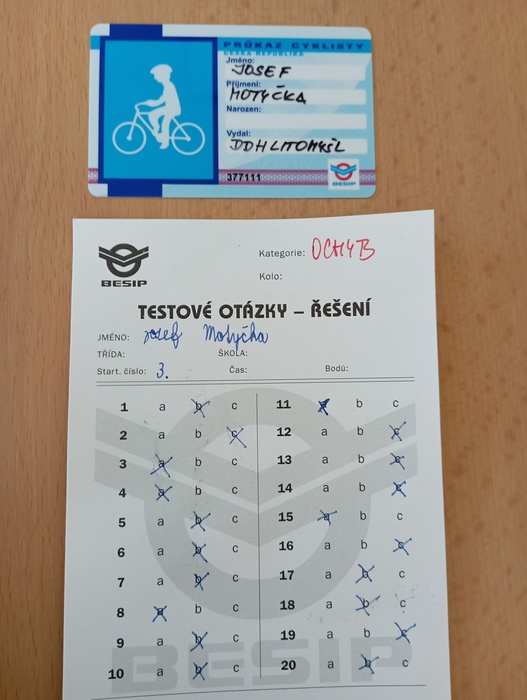 PRŮKAZ CYKLISTY
ČESKÁ REPUBLIKA
Jméno:
JOSEF
Příjmení:
MOTYČKA
Narozen:
Vydal:
DDH LITOMYŠL
377111
BESIP
BESIP
Kategorie:
Kolo:
TESTOVÉ OTÁZKY – ŘEŠENÍ
JMÉNO: Josef Motyčka
TŘÍDA: ŠKOLA:
Start. číslo: 3. Čas: Bodů:
1 a b c 11 a b c
2 a b c 12 a b c
3 a b c 13 a b c
4 a b c 14 a b c
5 a b c 15 a b c
6 a b c 16 a b c
7 a b c 17 a b c
8 a b c 18 a b c
9 a b c 19 a b c
10 a b c 20 a b c
BESIP